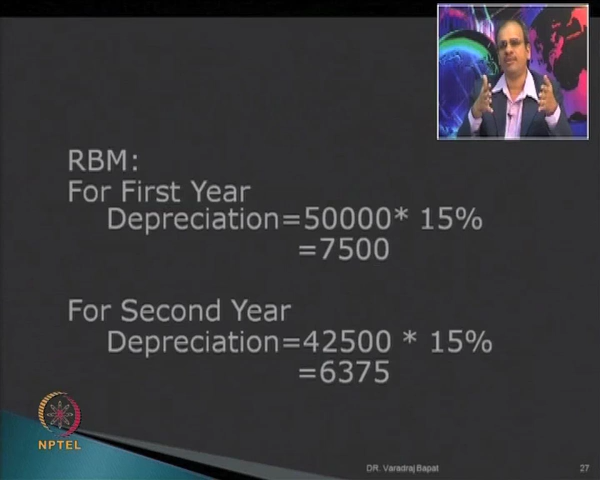 RBM:
For First Year
Depreciation=50000* 15%
=7500
For Second Year
Depreciation=42500 * 15%
=6375
NPTEL
DR. Varadraj Bapat
27